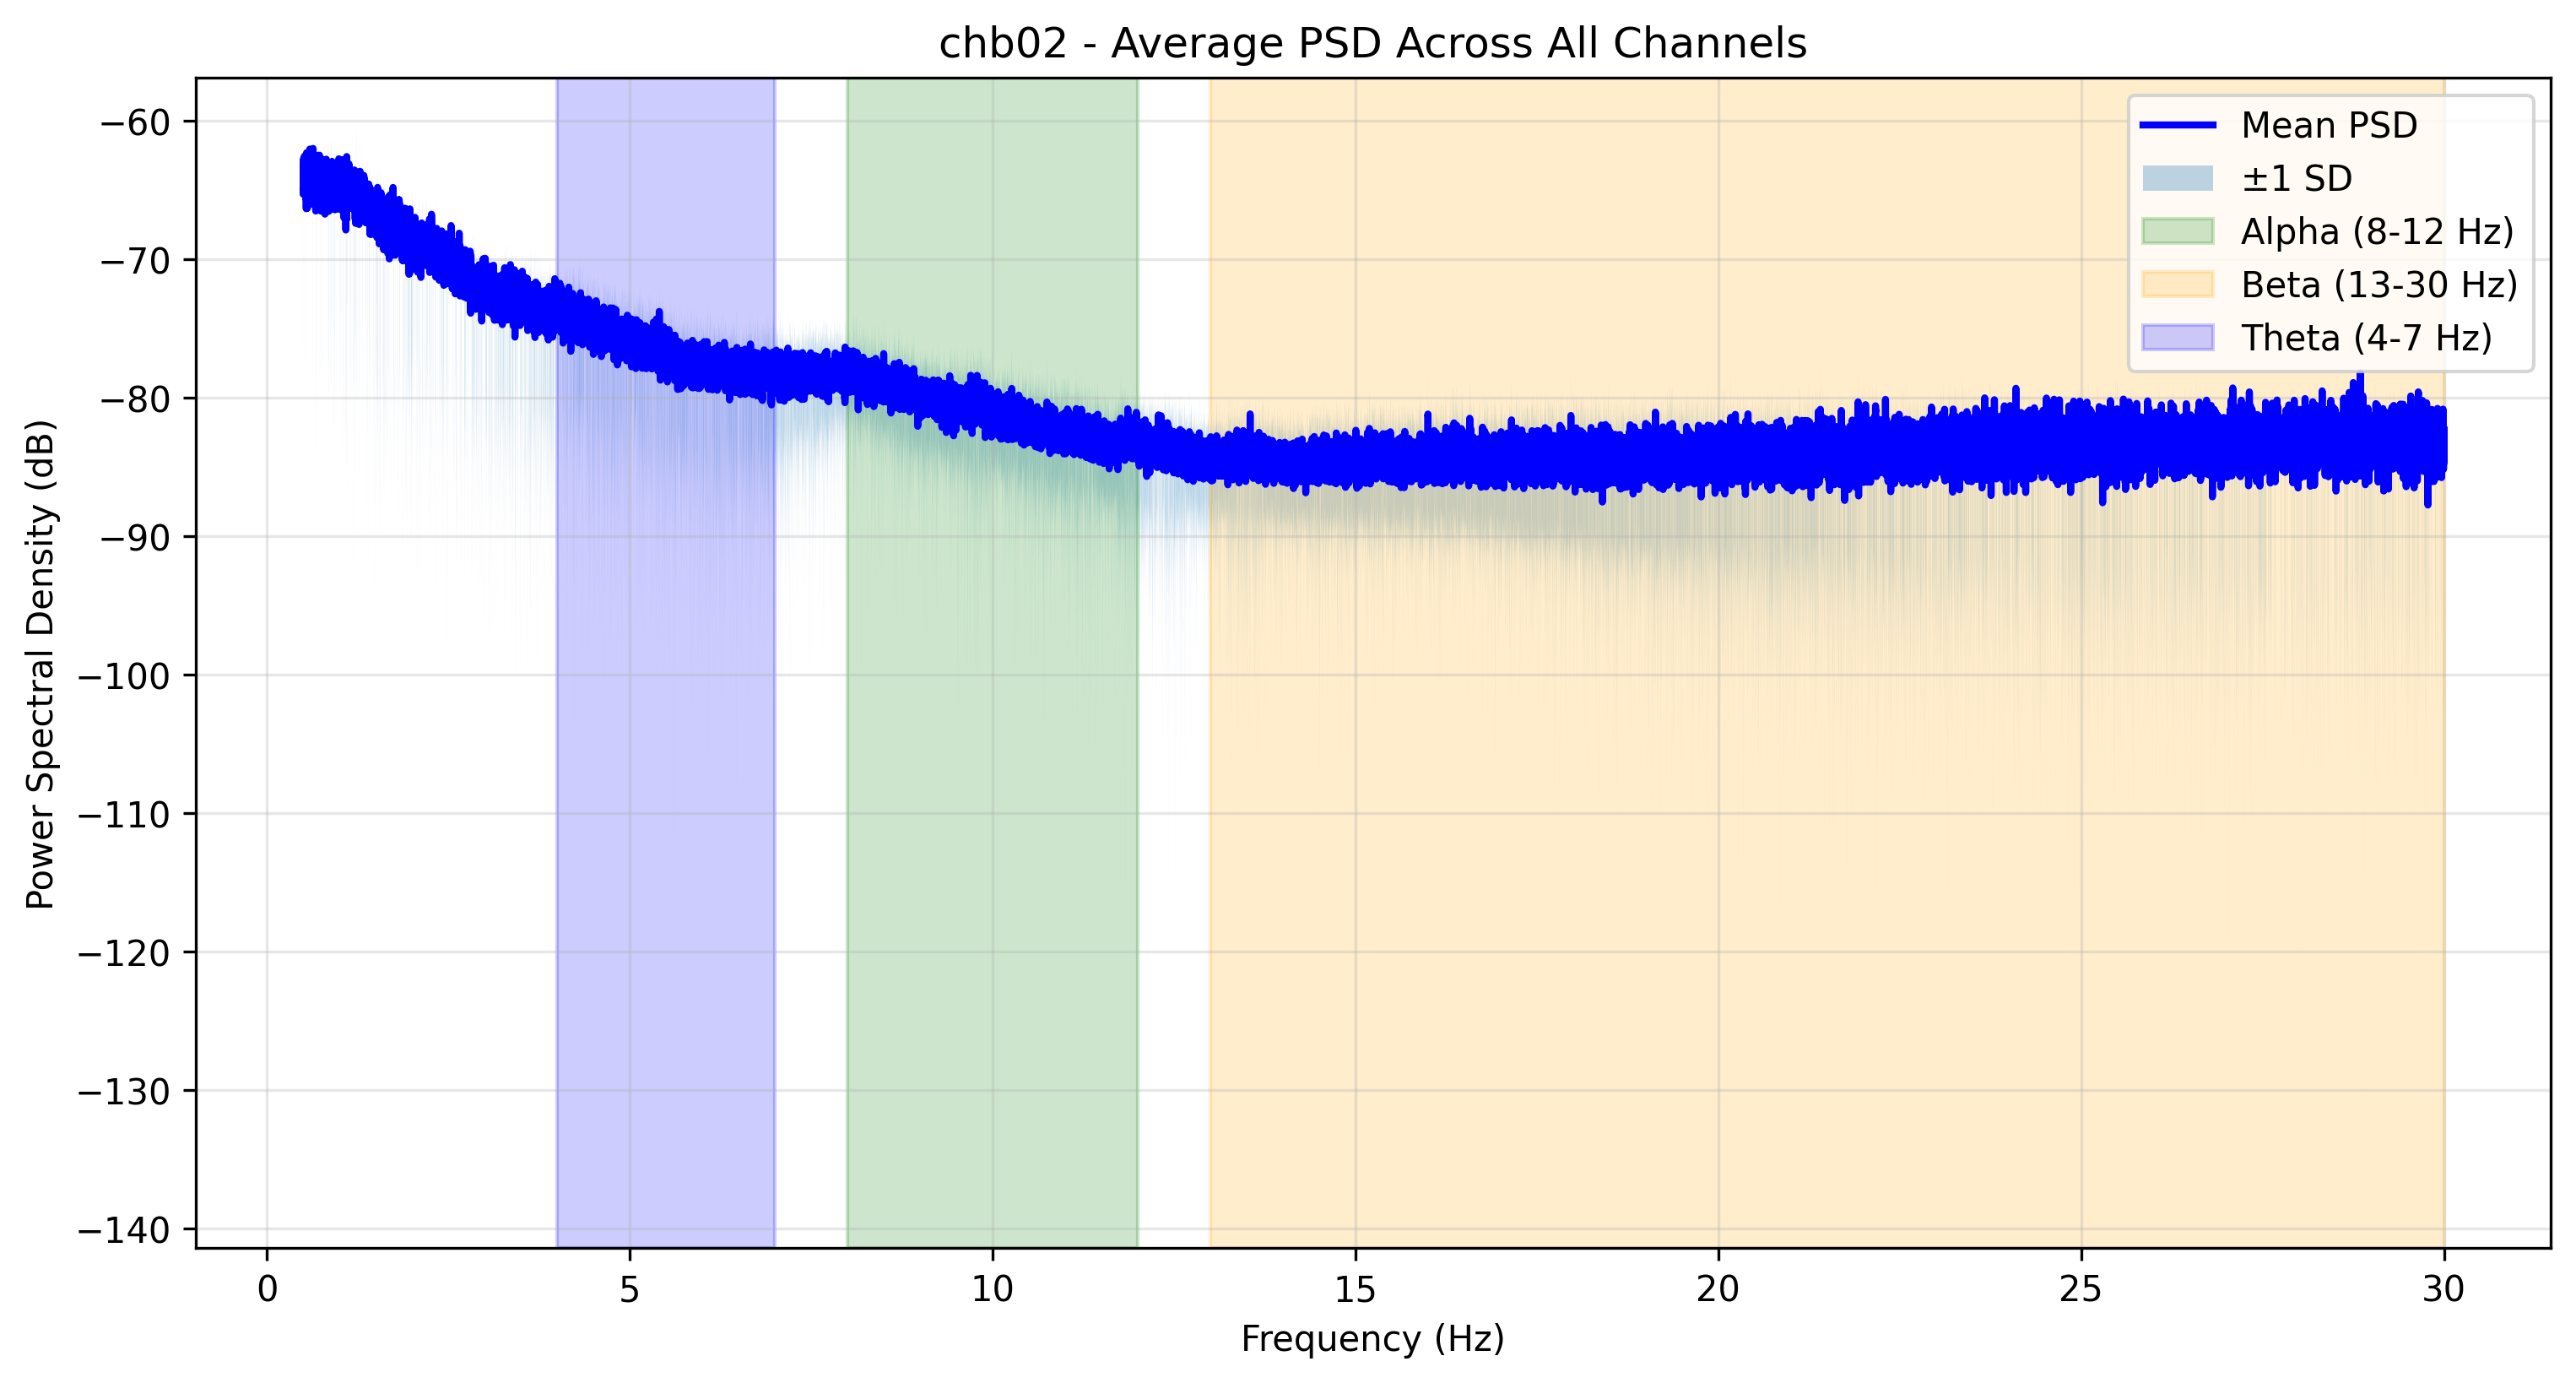 chb02 - Average PSD Across All Channels
Power Spectral Density (dB)
−60
−70
−80
−90
−100
−110
−120
−130
−140
Mean PSD
±1 SD
Alpha (8-12 Hz)
Beta (13-30 Hz)
Theta (4-7 Hz)
0 5 10 15 20 25 30
Frequency (Hz)